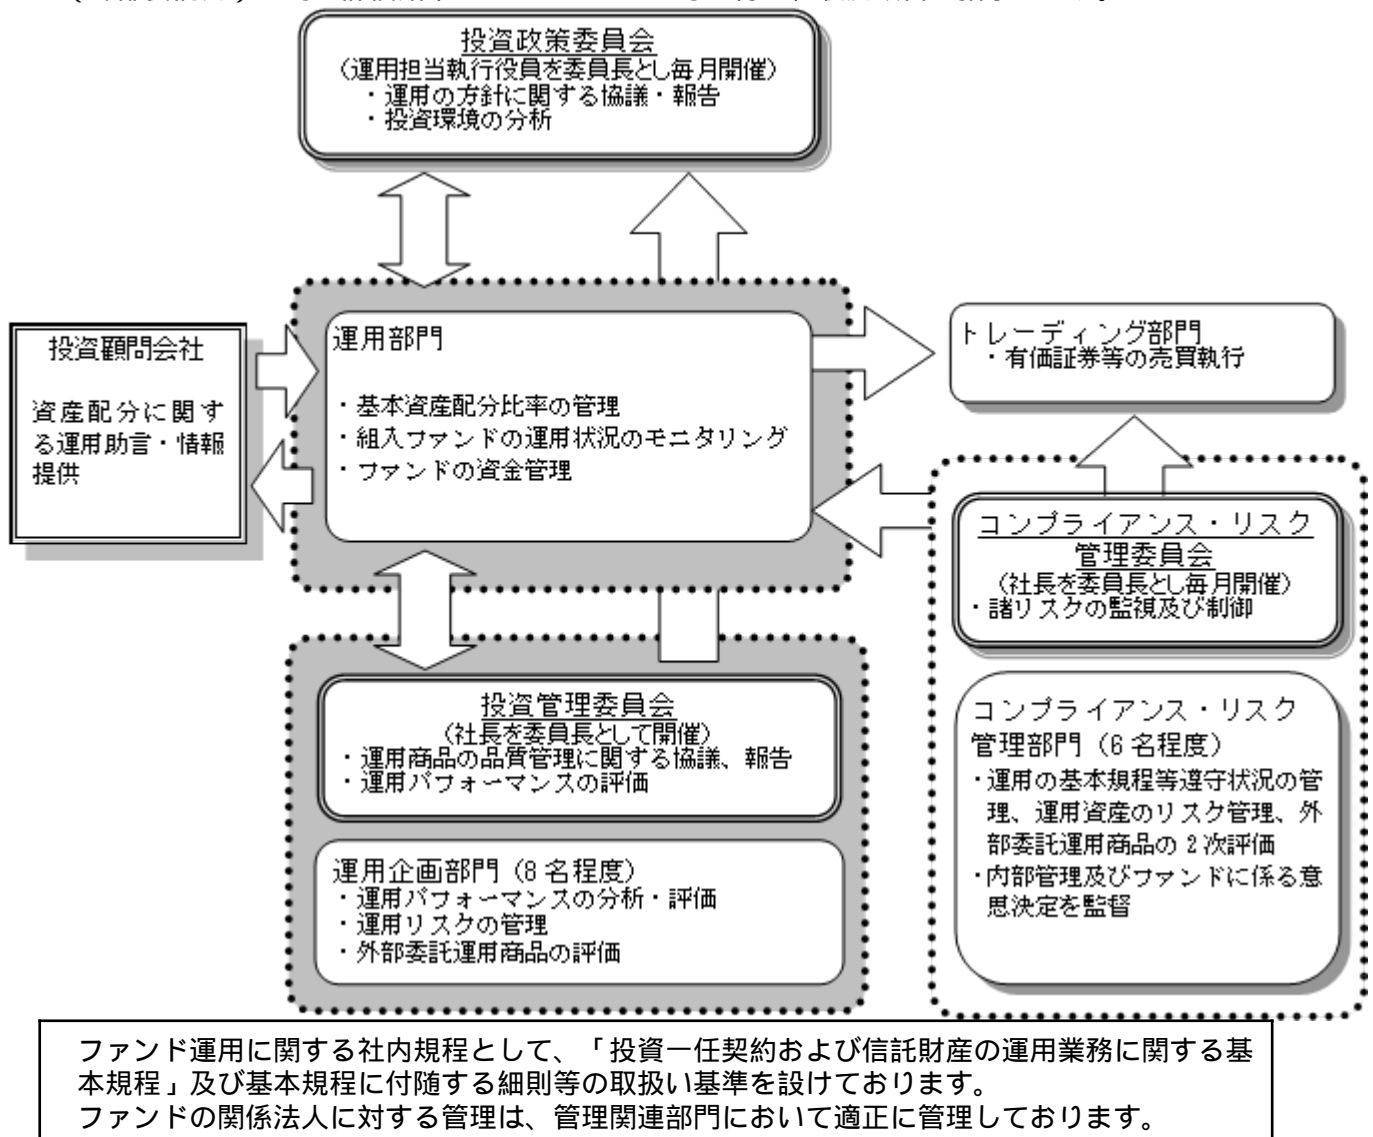 投資政策委員会
(運用担当執行役員を委員長とし毎月開催)
・運用の方針に関する協議・報告
・投資環境の分析
投資顧問会社
資産配分に関す
る運用助言・情報
提供
運用部門
・基本資産配分比率の管理
・組入ファンドの運用状況のモニタリング
・ファンドの資金管理
トレーディング部門
・有価証券等の売買執行
コンプライアンス・リスク
管理委員会
(社長を委員長とし毎月開催)
・諸リスクの監視及び制御
投資管理委員会
(社長を委員長として開催)
・運用商品の品質管理に関する協議、報告
・運用パフォーマンスの評価
運用企画部門(8名程度)
・運用パフォーマンスの分析・評価
・運用リスクの管理
・外部委託運用商品の評価
コンプライアンス・リスク
管理部門(6名程度)
・運用の基本規程等遵守状況の管
理、運用資産のリスク管理、外
部委託運用商品の2次評価
・内部管理及びファンドに係る意
思決定を監督
ファンド運用に関する社内規程として、「投資一任契約および信託財産の運用業務に関する基
本規程」及び基本規程に付随する細則等の取扱い基準を設けております。
ファンドの関係法人に対する管理は、管理関連部門において適正に管理しております。